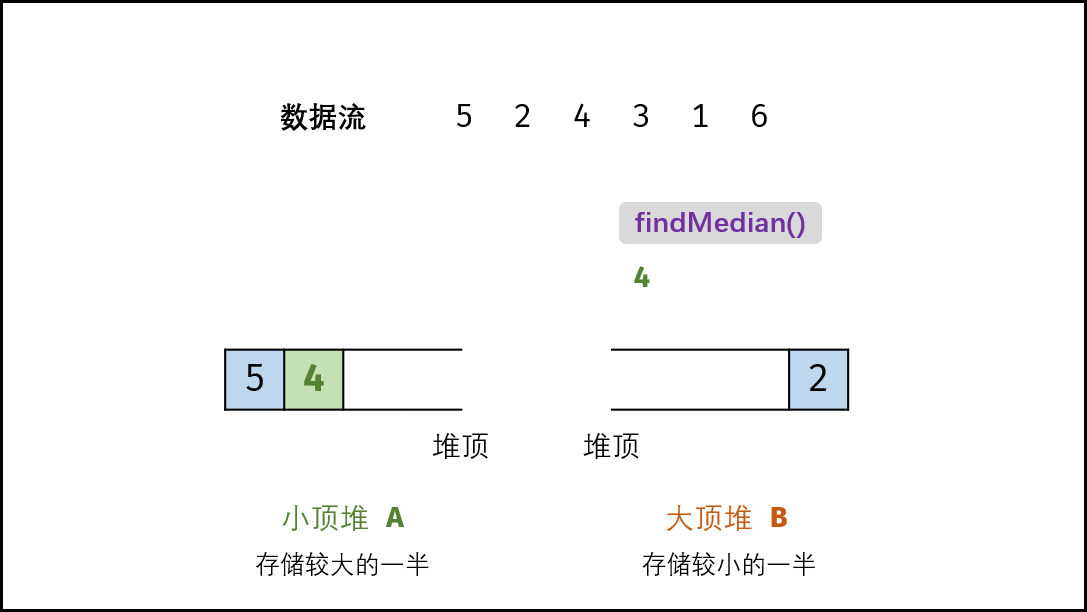 数据流 5 2 4 3 1 6
findMedian()
4
5 4 2
堆顶 堆顶
小顶堆 A 大顶堆 B
存储较大的一半 存储较小的一半